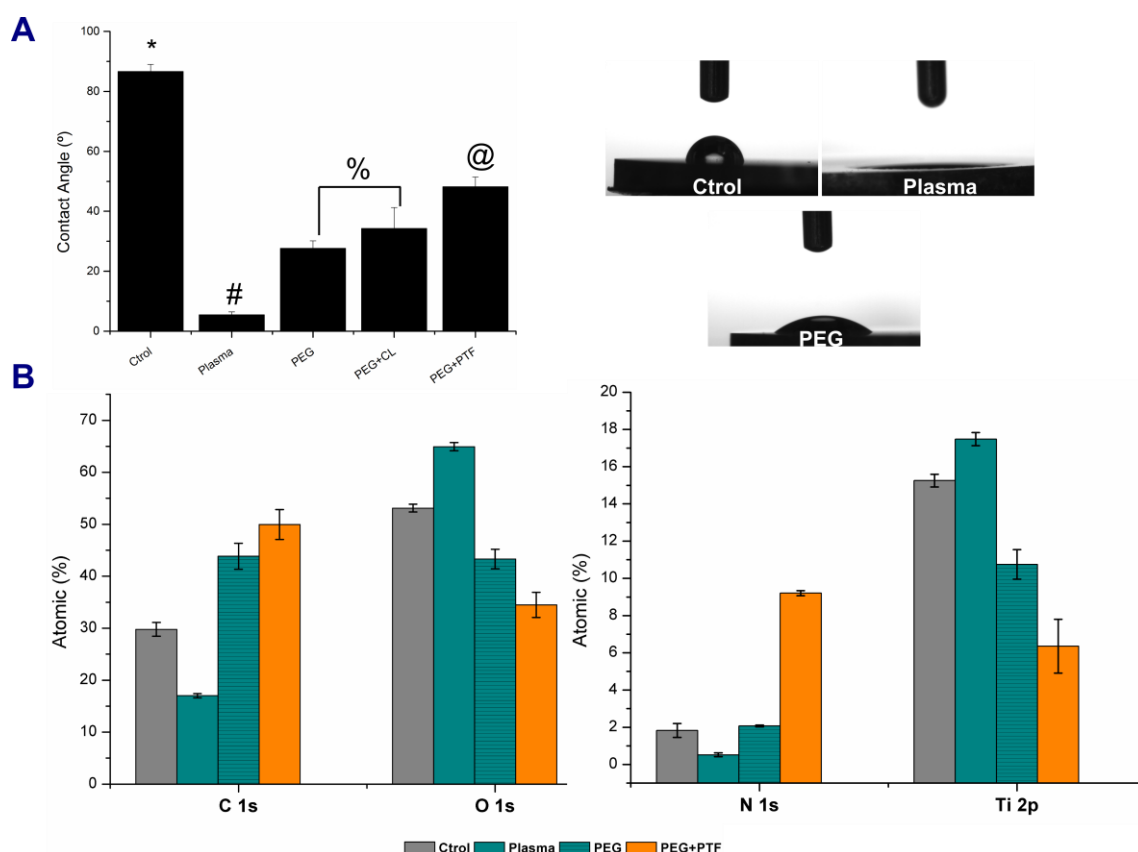 A
100
80
60
40
20
0
Contact Angle (º)
*
#
%
@
Ctrol
Plasma
PEG
PEG+CL
PEG+PTF
Ctrol
Plasma
PEG
B
70
60
50
40
30
20
10
0
Atomic (%)
C 1s
O 1s
20
18
16
14
12
10
8
6
4
2
0
Atomic (%)
N 1s
Ti 2p
Ctrol Plasma PEG PEG+PTF